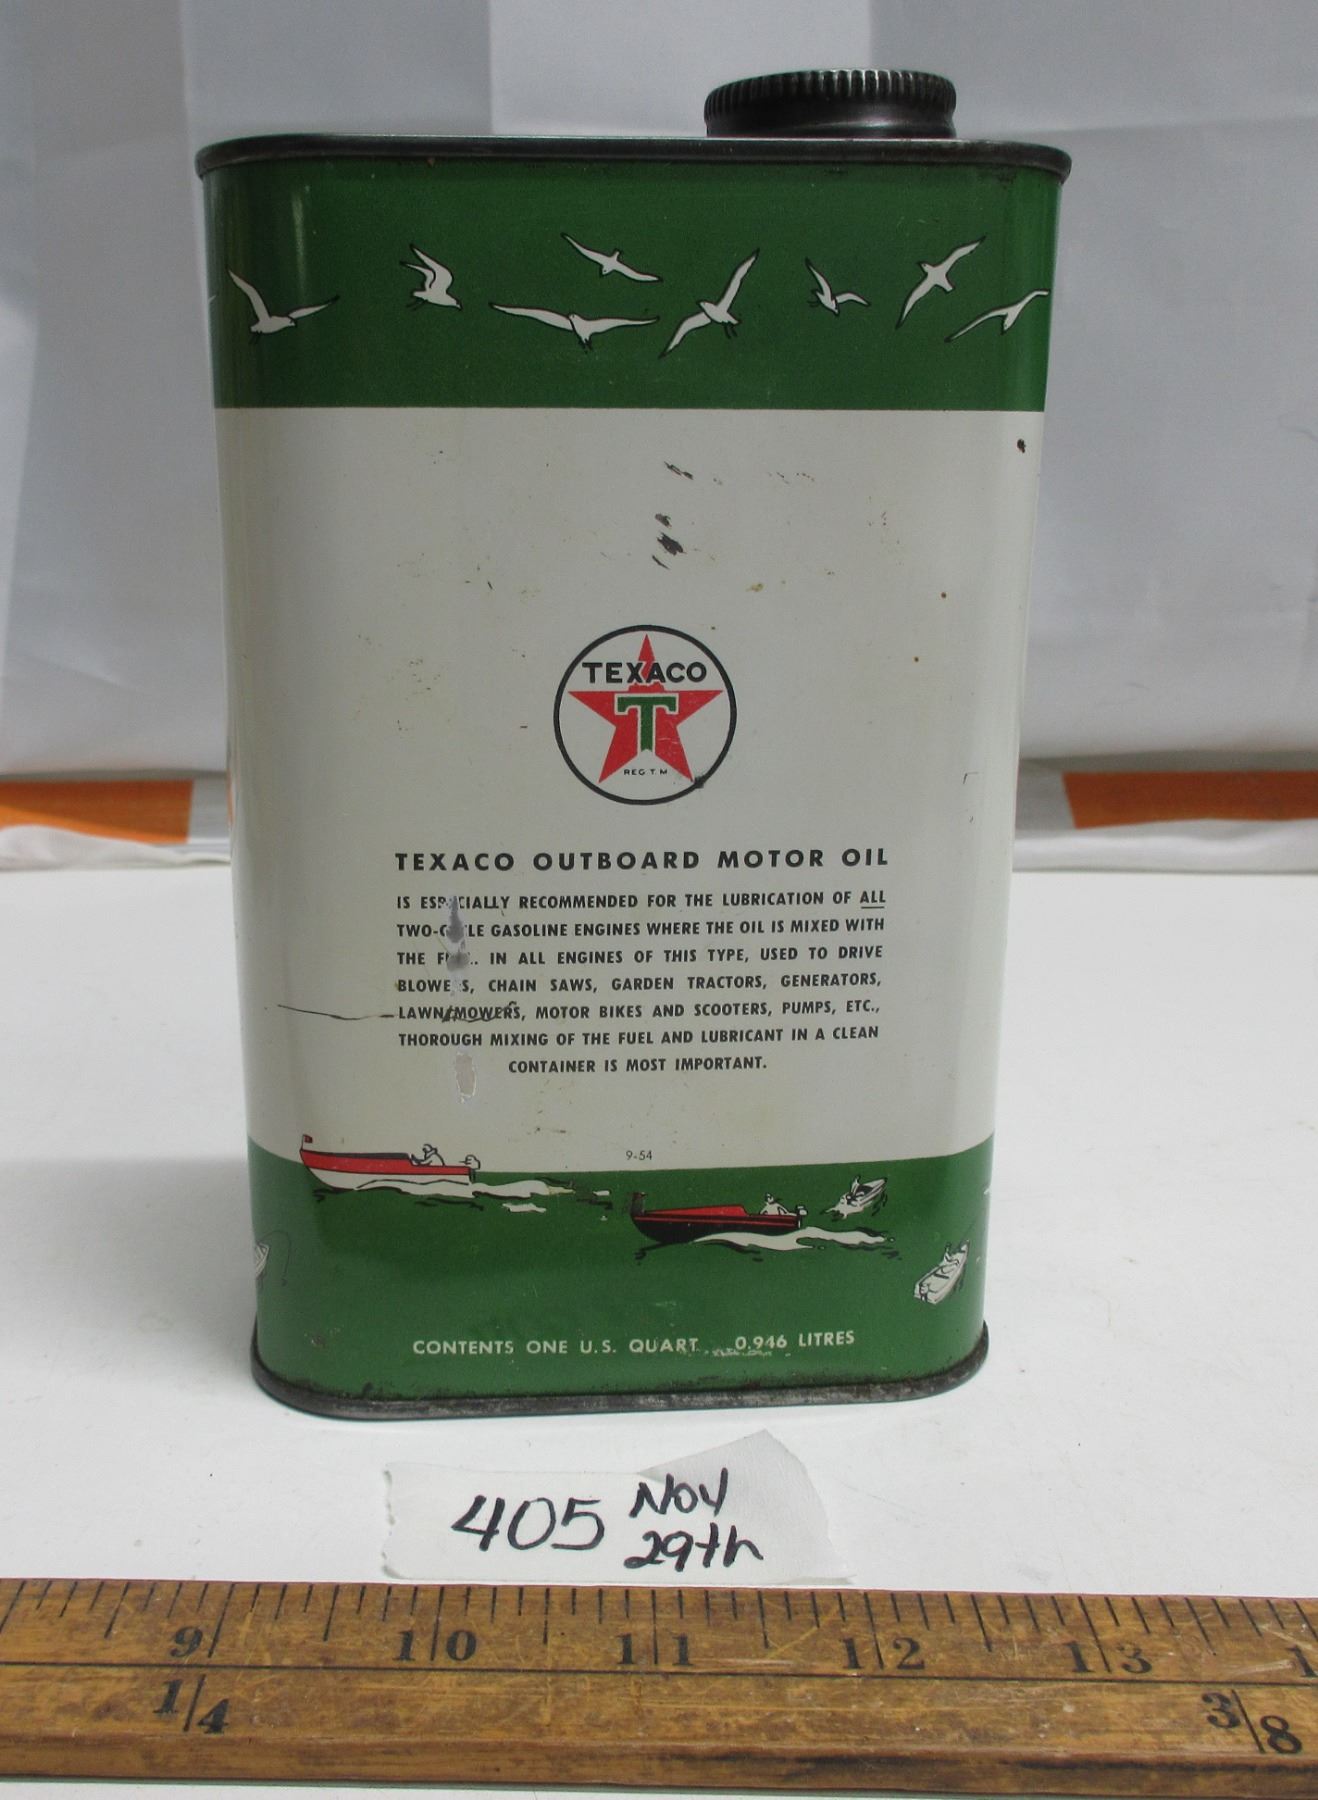 TEXACO
T
REG T M
TEXACO OUTBOARD MOTOR OIL
IS ESPECIALLY RECOMMENDED FOR THE LUBRICATION OF ALL
TWO-CYCLE GASOLINE ENGINES WHERE THE OIL IS MIXED WITH
THE FUEL. IN ALL ENGINES OF THIS TYPE, USED TO DRIVE
BLOWERS, CHAIN SAWS, GARDEN TRACTORS, GENERATORS,
LAWN MOWERS, MOTOR BIKES AND SCOOTERS, PUMPS, ETC.,
THOROUGH MIXING OF THE FUEL AND LUBRICANT IN A CLEAN
CONTAINER IS MOST IMPORTANT.
9-54
CONTENTS ONE U.S. QUART 0.946 LITRES
405 Nov
29th
9 10 11 12 13 1
1/4 3/8